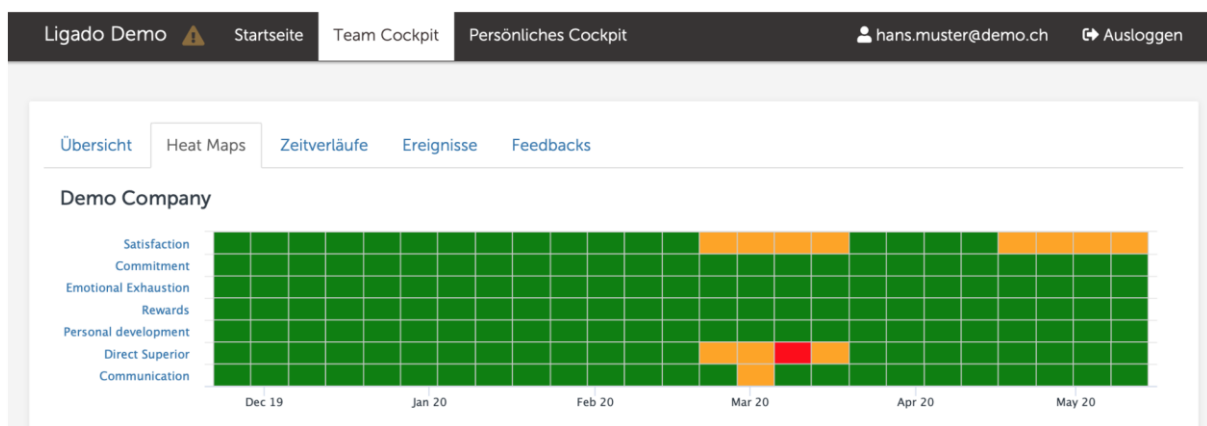 Ligado Demo Startseite Team Cockpit Persönliches Cockpit hans.muster@demo.ch Ausloggen
Übersicht Heat Maps Zeitverläufe Ereignisse Feedbacks
Demo Company
Satisfaction
Commitment
Emotional Exhaustion
Rewards
Personal development
Direct Superior
Communication
Dec 19 Jan 20 Feb 20 Mar 20 Apr 20 May 20